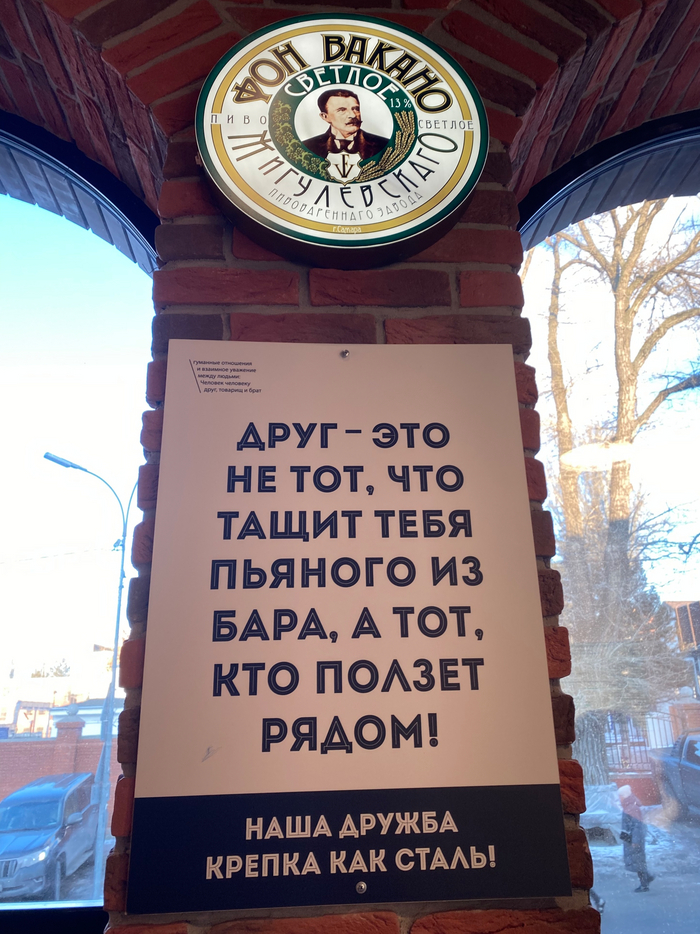 ДОН ВАКАНО
СВЕТЛОЕ
13 %
ПИВО
СВЕТЛОЕ
ЖИГУЛЁВСКАГО
ПИВОВАРЕННАГО ЗАВОДА
г.Самара
гуманные отношения
и взаимное уважение
между людьми:
Человек человеку
друг, товарищ и брат
ДРУГ – ЭТО
НЕ ТОТ, ЧТО
ТАЩИТ ТЕБЯ
ПЬЯНОГО ИЗ
БАРА, А ТОТ,
КТО ПОЛЗЕТ
РЯДОМ!
НАША ДРУЖБА
КРЕПКА КАК СТАЛЬ!